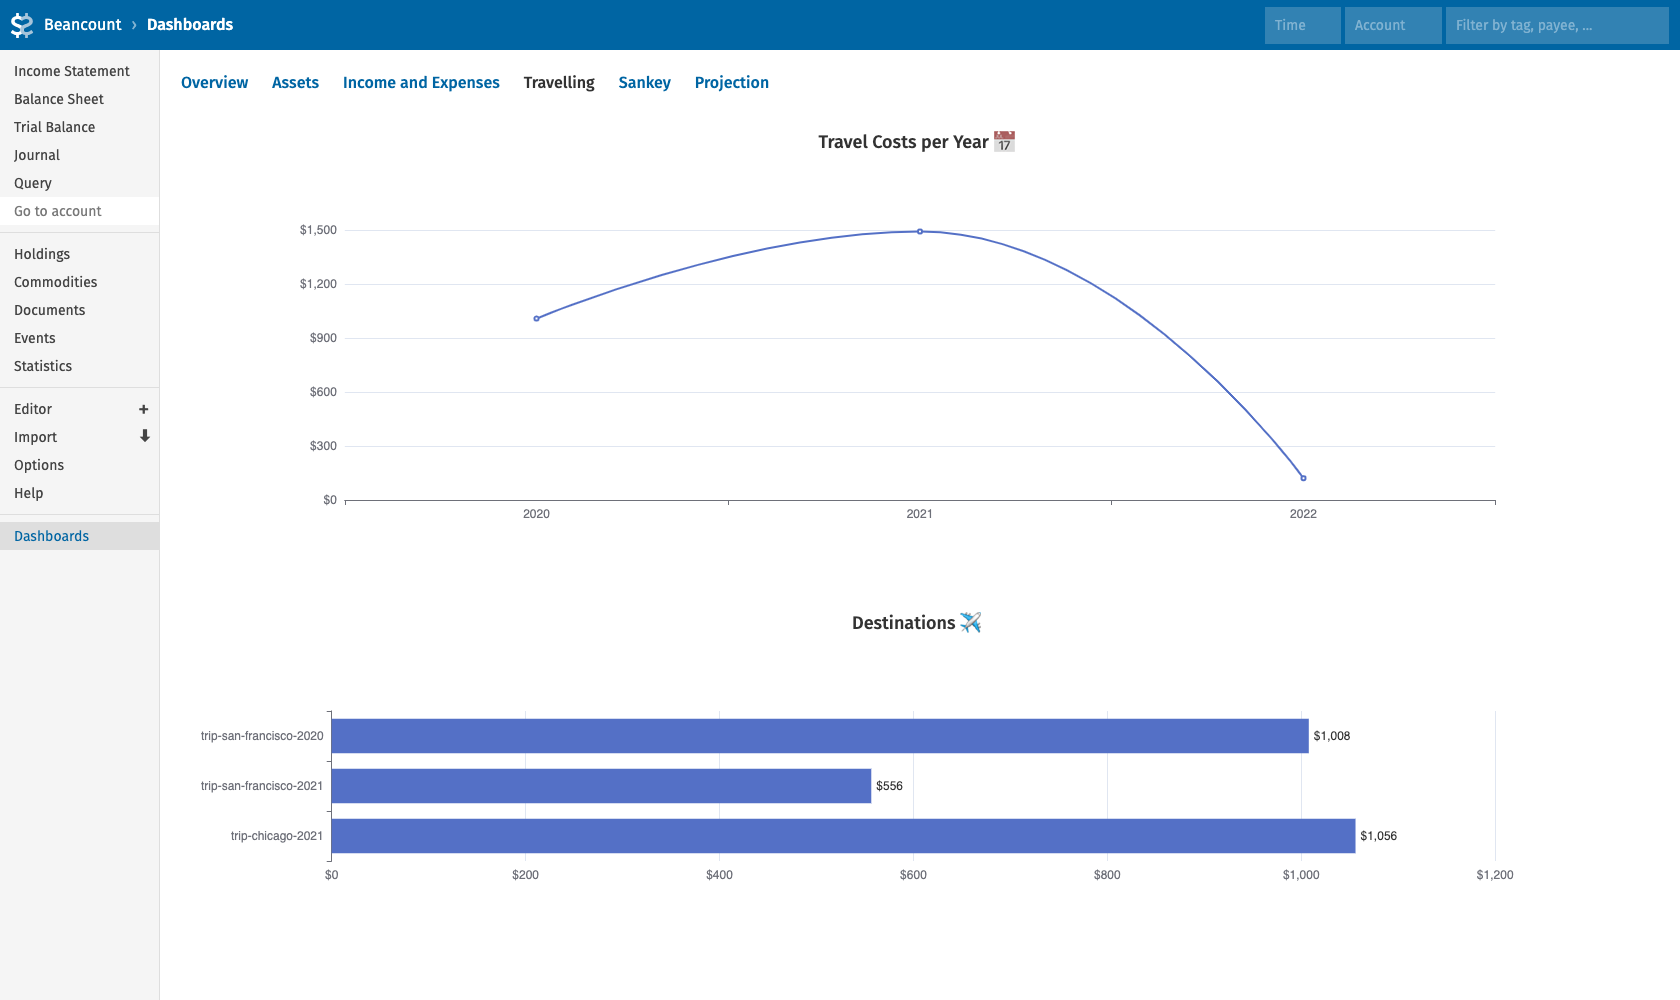 Beancount › Dashboards
Time
Account
Filter by tag, payee, ...
Income Statement
Balance Sheet
Trial Balance
Journal
Query
Go to account
Holdings
Commodities
Documents
Events
Statistics
Editor +
Import
Options
Help
Dashboards
Overview Assets Income and Expenses Travelling Sankey Projection
Travel Costs per Year
17
$1,500
$1,200
$900
$600
$300
$0
2020 2021 2022
Destinations
trip-san-francisco-2020 $1,008
trip-san-francisco-2021 $556
trip-chicago-2021 $1,056
$0 $200 $400 $600 $800 $1,000 $1,200